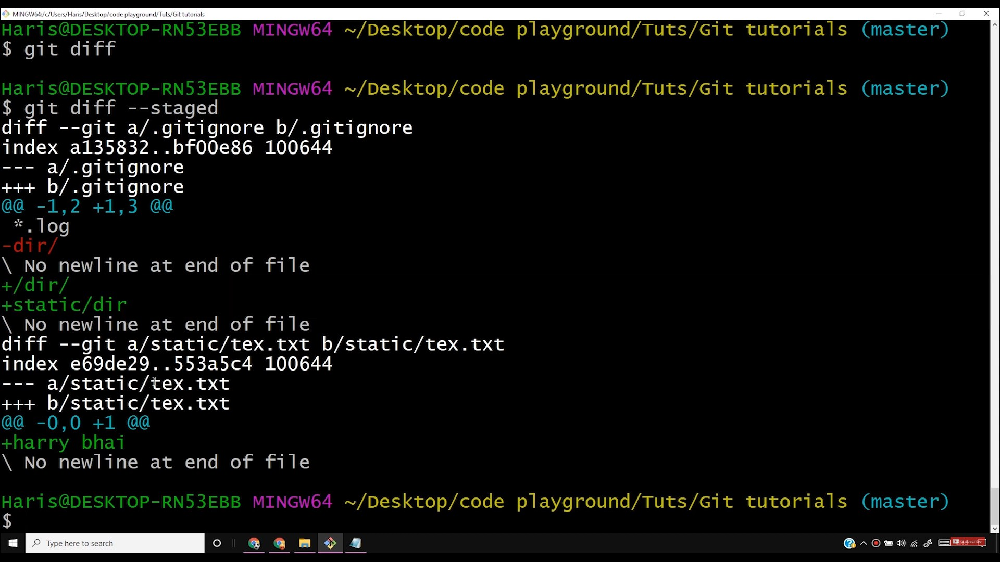 MINGW64:/c/Users/Haris/Desktop/code playground/Tuts/Git tutorials
Haris@DESKTOP-RN53EBB MINGW64 ~/Desktop/code playground/Tuts/Git tutorials (master)
$ git diff
Haris@DESKTOP-RN53EBB MINGW64 ~/Desktop/code playground/Tuts/Git tutorials (master)
$ git diff --staged
diff --git a/.gitignore b/.gitignore
index a135832..bf00e86 100644
--- a/.gitignore
+++ b/.gitignore
@@ -1,2 +1,3 @@
*.log
-dir/
\ No newline at end of file
+/dir/
+static/dir
\ No newline at end of file
diff --git a/static/tex.txt b/static/tex.txt
index e69de29..553a5c4 100644
--- a/static/tex.txt
+++ b/static/tex.txt
@@ -0,0 +1 @@
+harry bhai
\ No newline at end of file
Haris@DESKTOP-RN53EBB MINGW64 ~/Desktop/code playground/Tuts/Git tutorials (master)
$
Type here to search
Subscribe